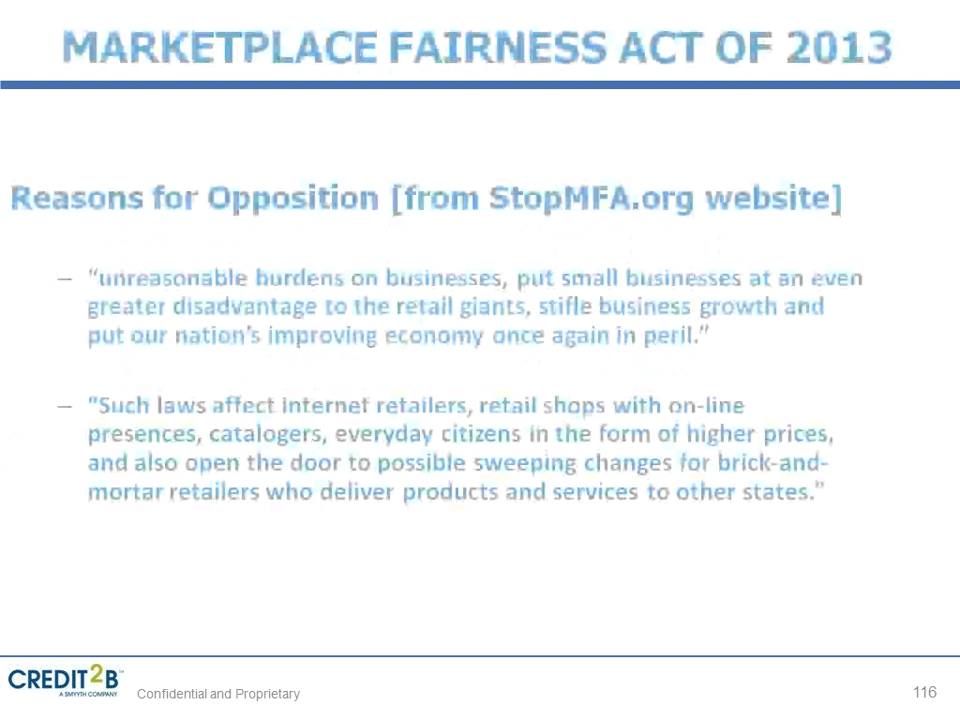 MARKETPLACE FAIRNESS ACT OF 2013
Reasons for Opposition [from StopMFA.org website]
– “unreasonable burdens on businesses, put small businesses at an even
greater disadvantage to the retail giants, stifle business growth and
put our nation’s improving economy once again in peril.”
– “Such laws affect internet retailers, retail shops with on-line
presences, catalogers, everyday citizens in the form of higher prices,
and also open the door to possible sweeping changes for brick-and-
mortar retailers who deliver products and services to other states."
CREDIT2B™
A SMYYTH COMPANY
Confidential and Proprietary
116